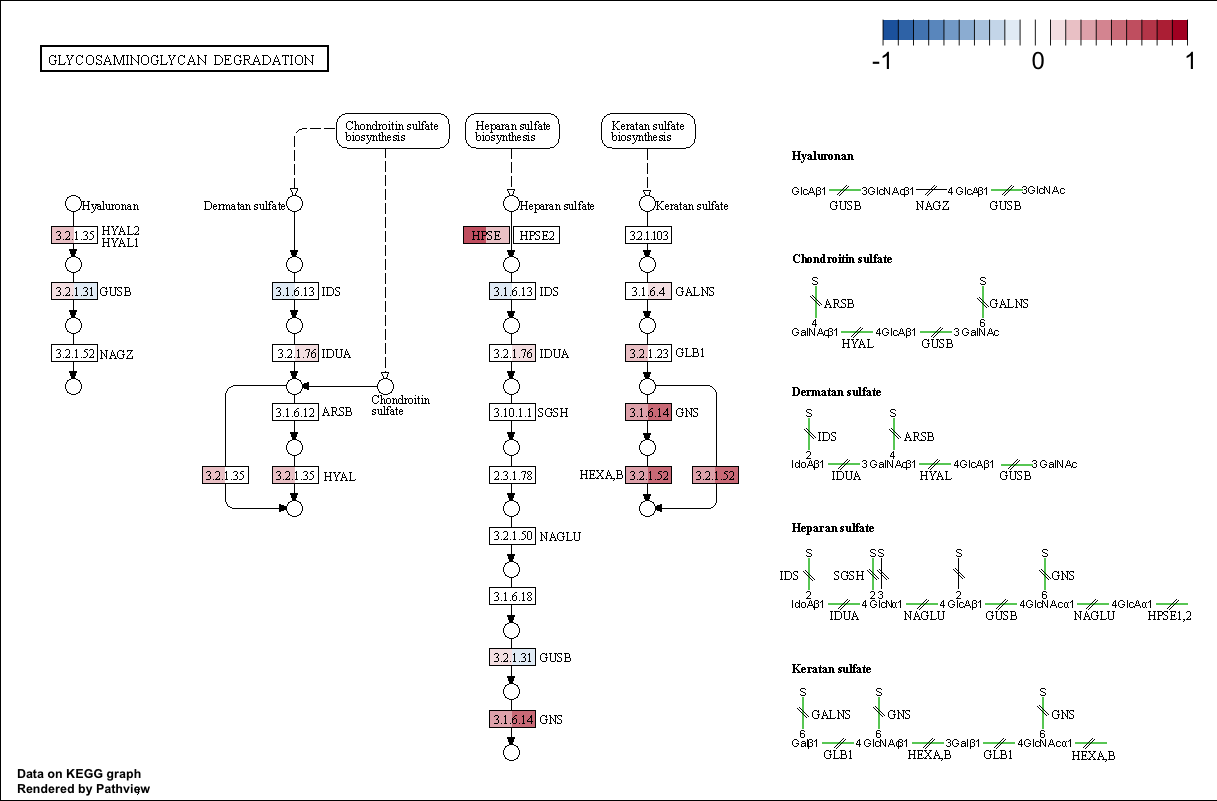 GLYCOSAMINOGLYCAN DEGRADATION
-1
0
1
Chondroitin sulfate
biosynthesis
Heparan sulfate
biosynthesis
Keratan sulfate
biosynthesis
Hyaluronan
Dermatan sulfate
Heparan sulfate
Keratan sulfate
3.2.1.35
HYAL2
HYAL1
HPSE
HPSE2
3.2.1.103
3.2.1.31
GUSB
3.1.6.13
IDS
3.1.6.13
IDS
3.1.6.4
GALNS
3.2.1.52
NAGZ
3.2.1.76
IDUA
3.2.1.76
IDUA
3.2.1.23
GLB1
Chondroitin
sulfate
3.1.6.12
ARSB
3.10.1.1
SGSH
3.1.6.14
GNS
3.2.1.35
3.2.1.35
HYAL
2.3.1.78
HEXA,B
3.2.1.52
3.2.1.52
3.2.1.50
NAGLU
3.1.6.18
3.2.1.31
GUSB
3.1.6.14
GNS
Hyaluronan
GlcAβ1 3GlcNAcβ1 4 GlcAβ1 3GlcNAc
GUSB NAGZ GUSB
Chondroitin sulfate
S S
ARSB GALNS
4 6
GalNAcβ1 4GlcAβ1 3 GalNAc
HYAL GUSB
Dermatan sulfate
S S
IDS ARSB
2 4
IdoAβ1 3 GalNAcβ1 4GlcAβ1 3 GalNAc
IDUA HYAL GUSB
Heparan sulfate
S S S S S
IDS SGSH GNS
2 2 3 2 6
IdoAβ1 4 GlcNα1 4 GlcAβ1 4GlcNAcα1 4GlcAα1
IDUA NAGLU GUSB NAGLU HPSE1,2
Keratan sulfate
S S S
GALNS GNS GNS
6 6 6
Galβ1 4 GlcNAcβ1 3Galβ1 4GlcNAcα1
GLB1 HEXA,B GLB1 HEXA,B
Data on KEGG graph
Rendered by Pathview